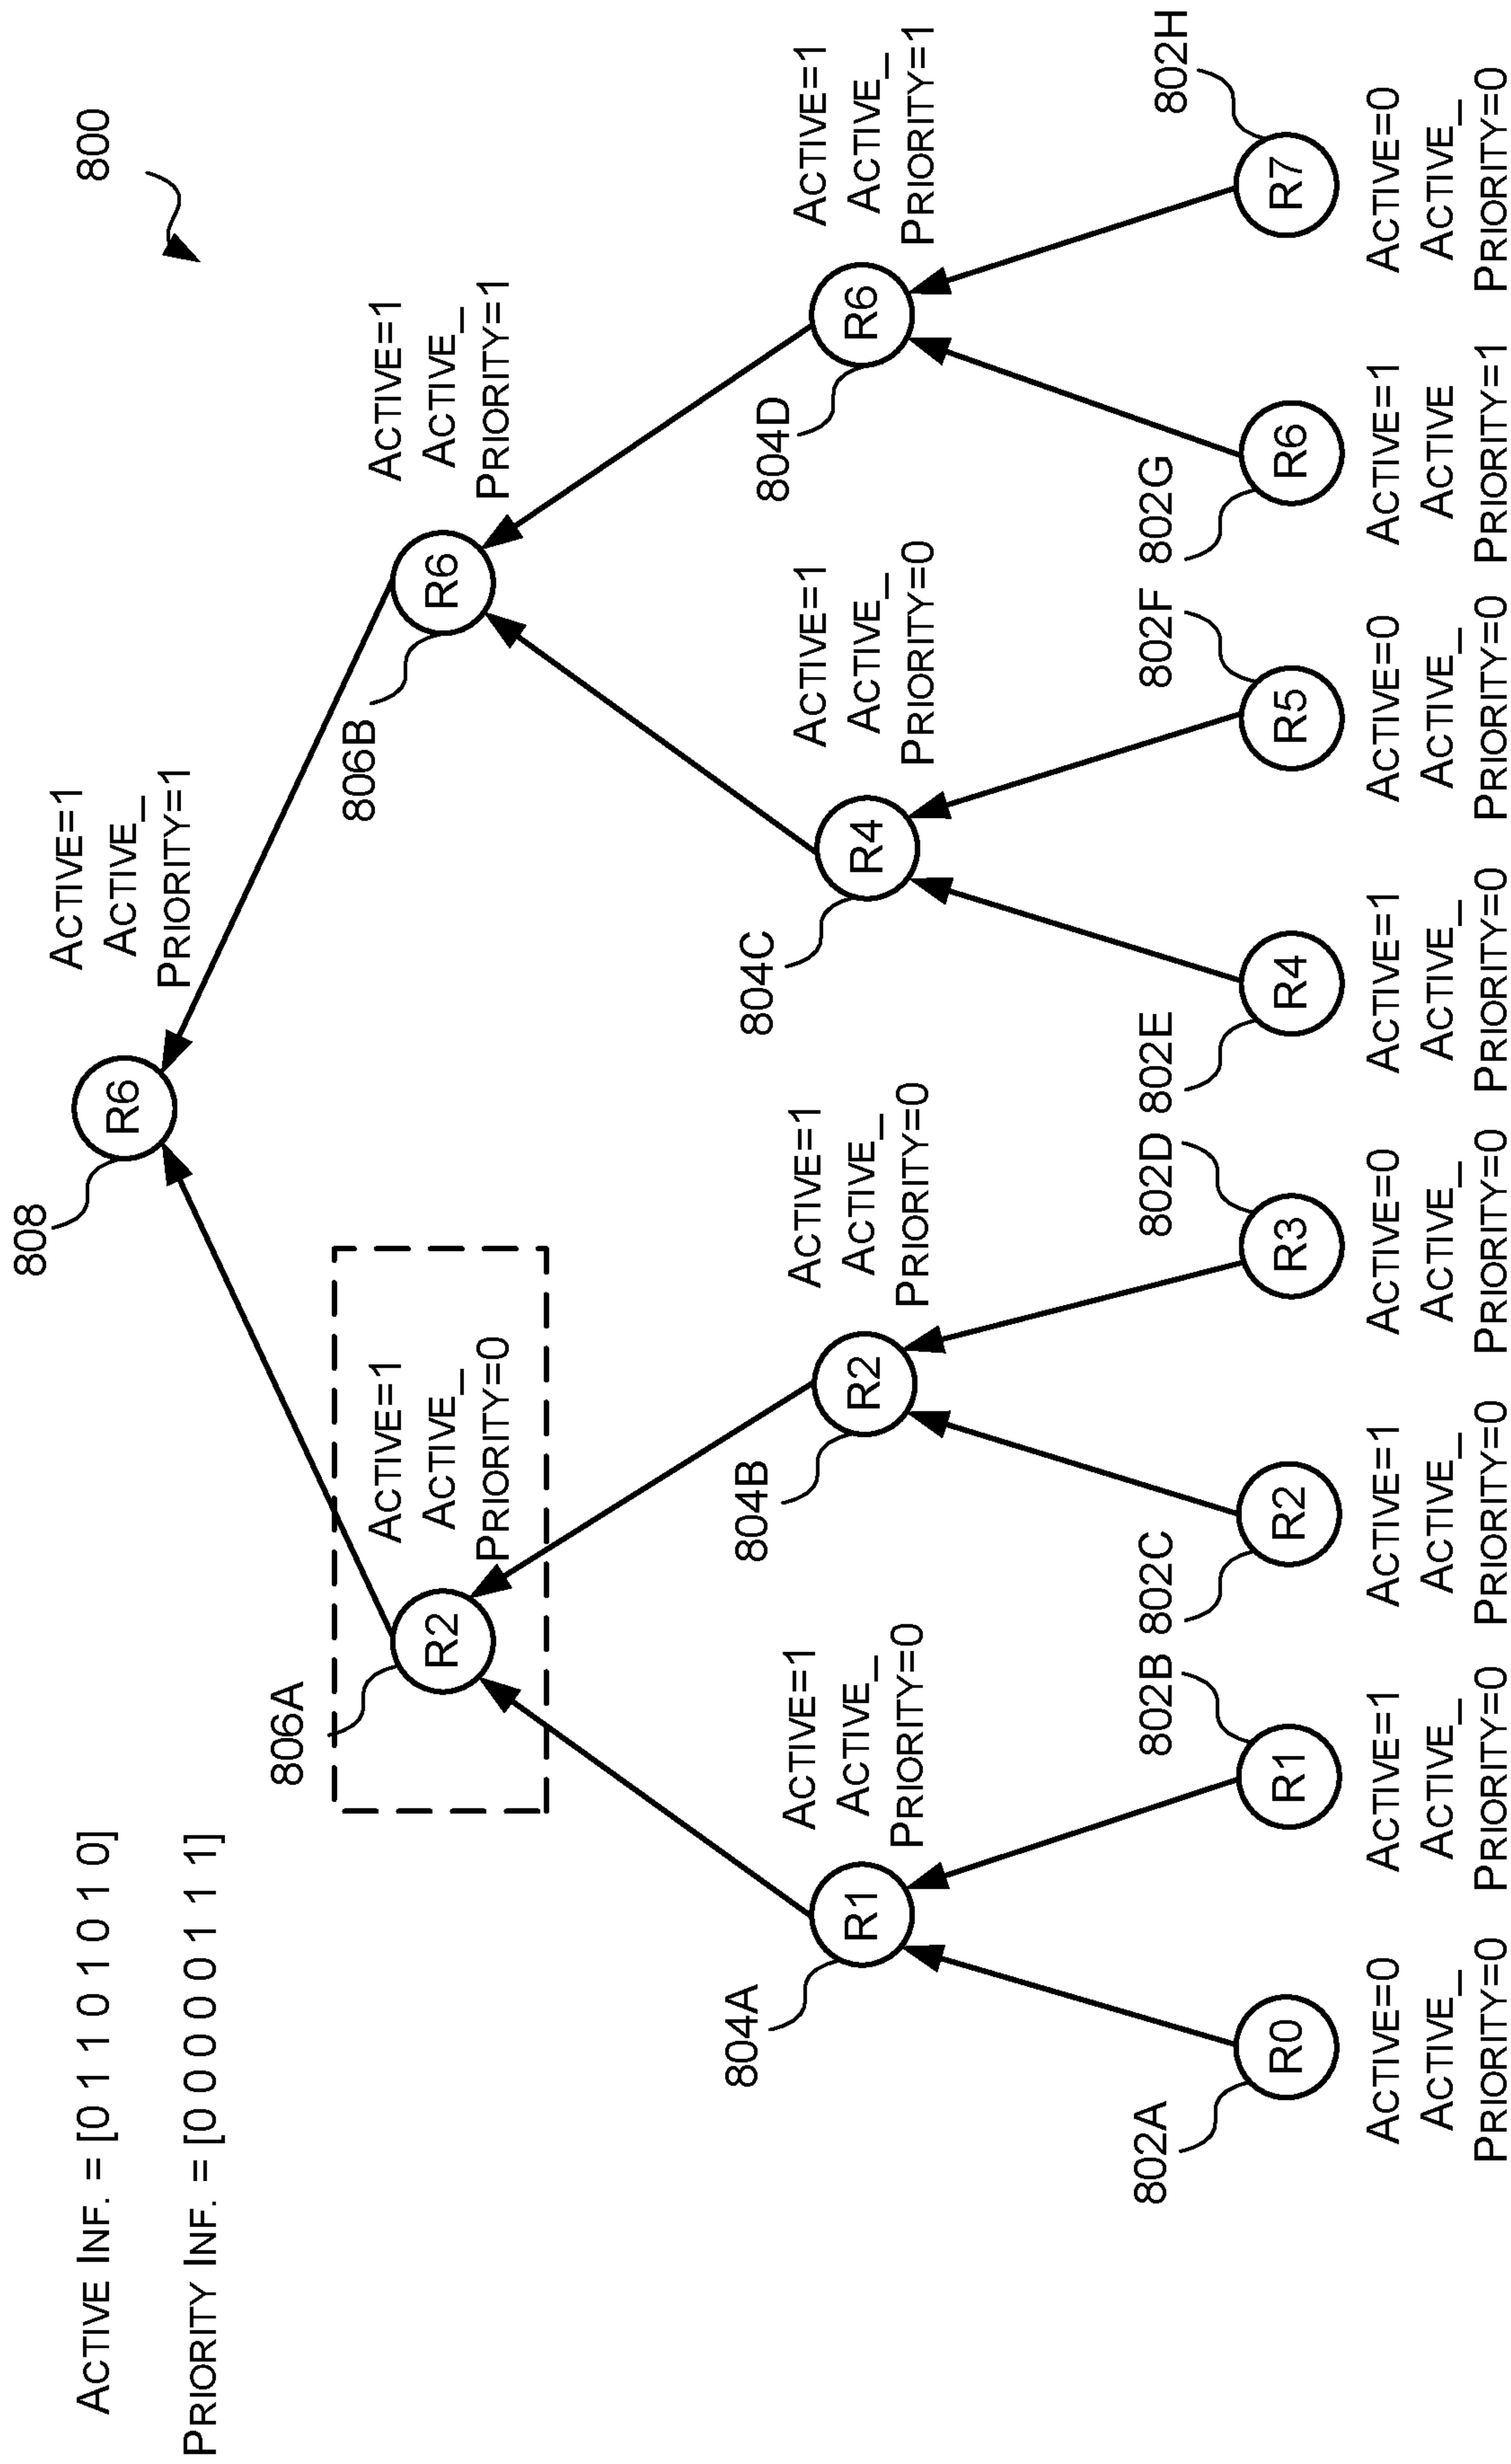 800
ACTIVE INF. = [0 1 1 0 1 0 1 0]
PRIORITY INF. = [0 0 0 0 0 1 1 1]
808
R6
ACTIVE=1
ACTIVE_
PRIORITY=1
806A
R2
ACTIVE=1
ACTIVE_
PRIORITY=0
806B
R6
ACTIVE=1
ACTIVE_
PRIORITY=1
804A
R1
ACTIVE=1
ACTIVE_
PRIORITY=0
804B
R2
ACTIVE=1
ACTIVE_
PRIORITY=0
804C
R4
ACTIVE=1
ACTIVE_
PRIORITY=0
804D
R6
ACTIVE=1
ACTIVE_
PRIORITY=1
802A
R0
ACTIVE=0
ACTIVE_
PRIORITY=0
802B
R1
ACTIVE=1
ACTIVE_
PRIORITY=0
802C
R2
ACTIVE=1
ACTIVE_
PRIORITY=0
802D
R3
ACTIVE=0
ACTIVE_
PRIORITY=0
802E
R4
ACTIVE=1
ACTIVE_
PRIORITY=0
802F
R5
ACTIVE=0
ACTIVE_
PRIORITY=0
802G
R6
ACTIVE=1
ACTIVE
PRIORITY=1
802H
R7
ACTIVE=0
ACTIVE_
PRIORITY=0